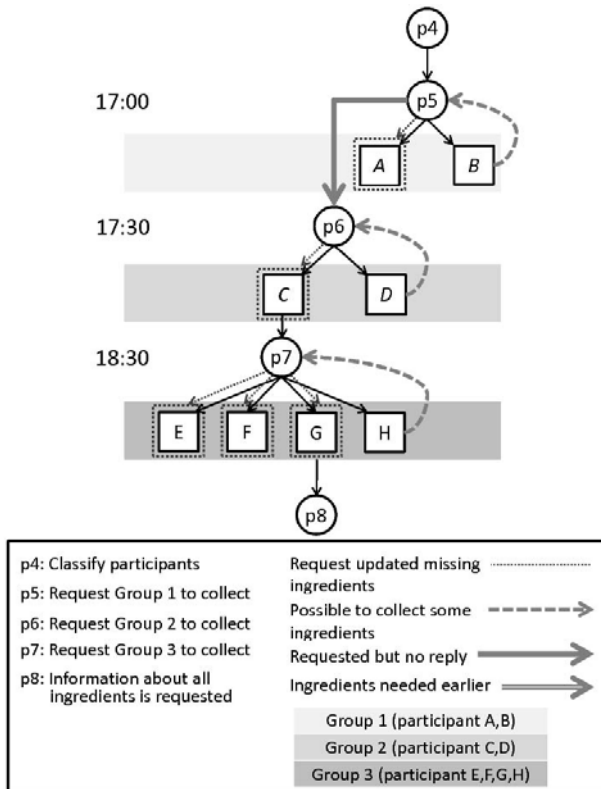 p4
17:00
p5
A
B
17:30
p6
C
D
18:30
p7
E
F
G
H
p8
p4: Classify participants
p5: Request Group 1 to collect
p6: Request Group 2 to collect
p7: Request Group 3 to collect
p8: Information about all
ingredients is requested
Request updated missing
ingredients
Possible to collect some
ingredients
Requested but no reply
Ingredients needed earlier
Group 1 (participant A,B)
Group 2 (participant C,D)
Group 3 (participant E,F,G,H)